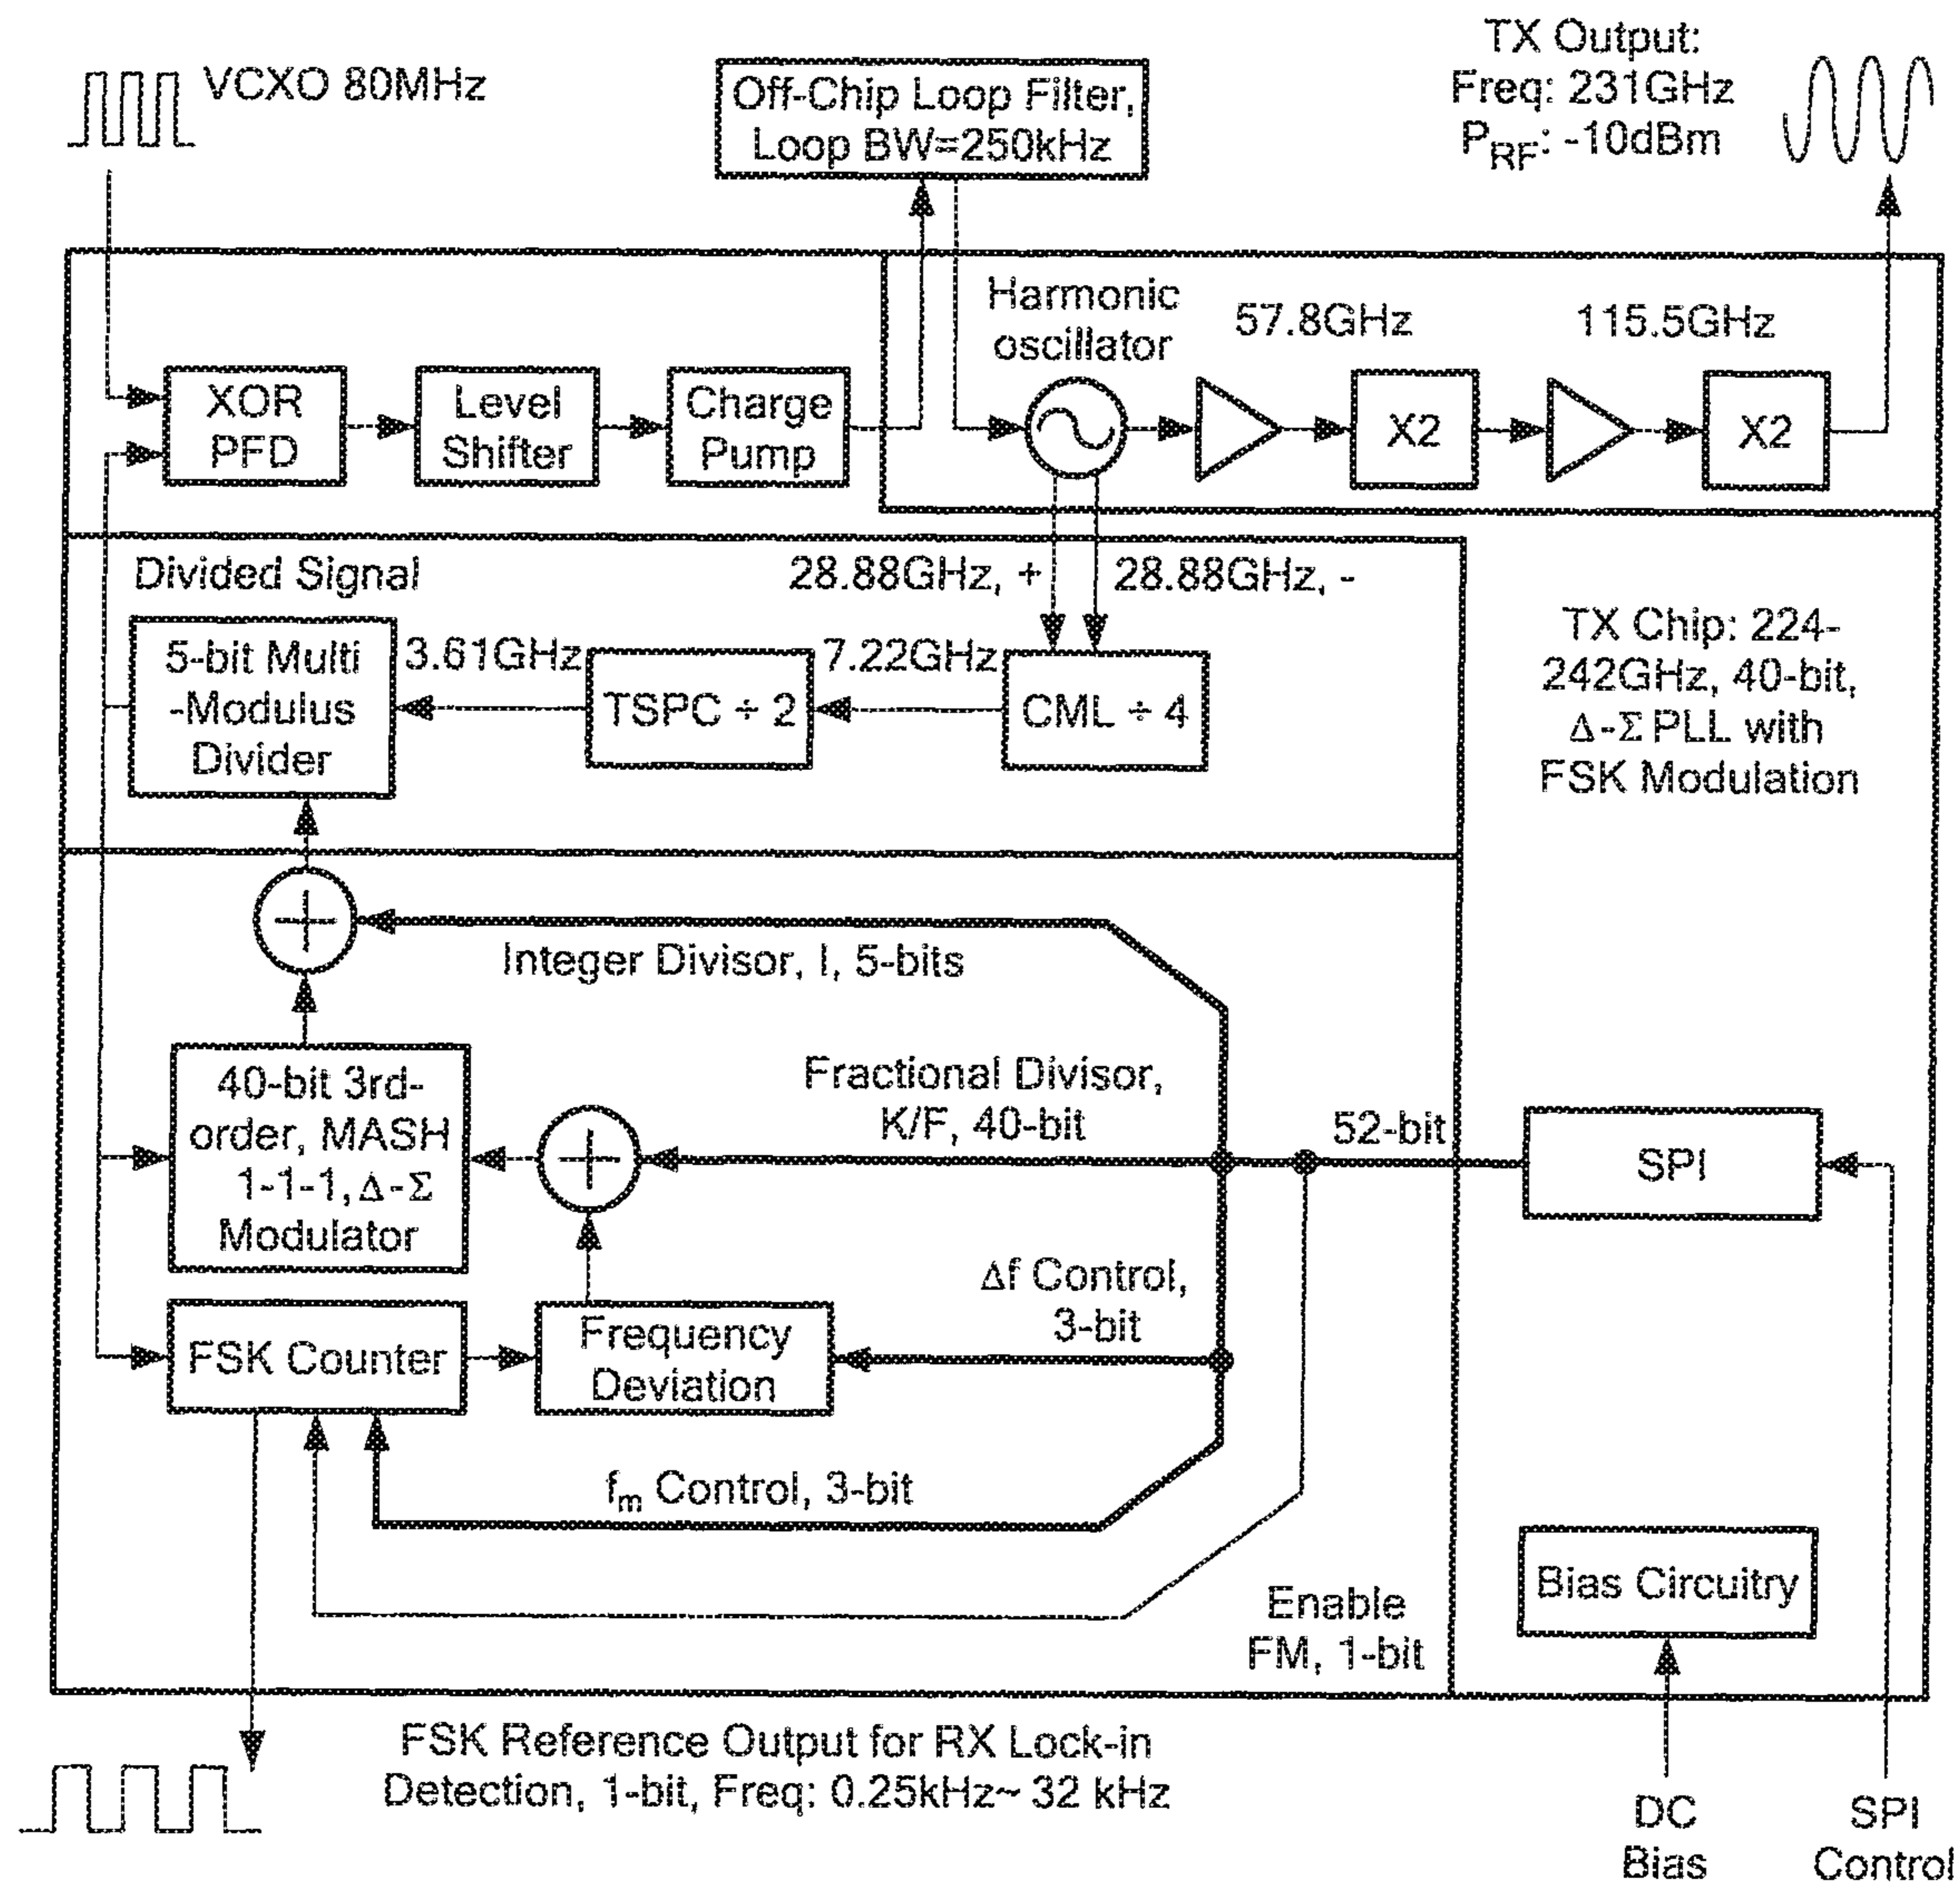 VCXO 80MHz
Off-Chip Loop Filter,
Loop BW=250kHz
TX Output:
Freq: 231GHz
PRF: -10dBm
Harmonic
oscillator
57.8GHz
115.5GHz
XOR
PFD
Level
Shifter
Charge
Pump
X2
X2
Divided Signal
28.88GHz, +
28.88GHz, -
5-bit Multi
-Modulus
Divider
3.61GHz
TSPC ÷ 2
7.22GHz
CML ÷ 4
TX Chip: 224-
242GHz, 40-bit,
Δ-Σ PLL with
FSK Modulation
Integer Divisor, I, 5-bits
40-bit 3rd-
order, MASH
1-1-1, Δ-Σ
Modulator
Fractional Divisor,
K/F, 40-bit
52-bit
SPI
Δf Control,
3-bit
FSK Counter
Frequency
Deviation
fm Control, 3-bit
Enable
FM, 1-bit
Bias Circuitry
FSK Reference Output for RX Lock-in
Detection, 1-bit, Freq: 0.25kHz~ 32 kHz
DC
Bias
SPI
Control